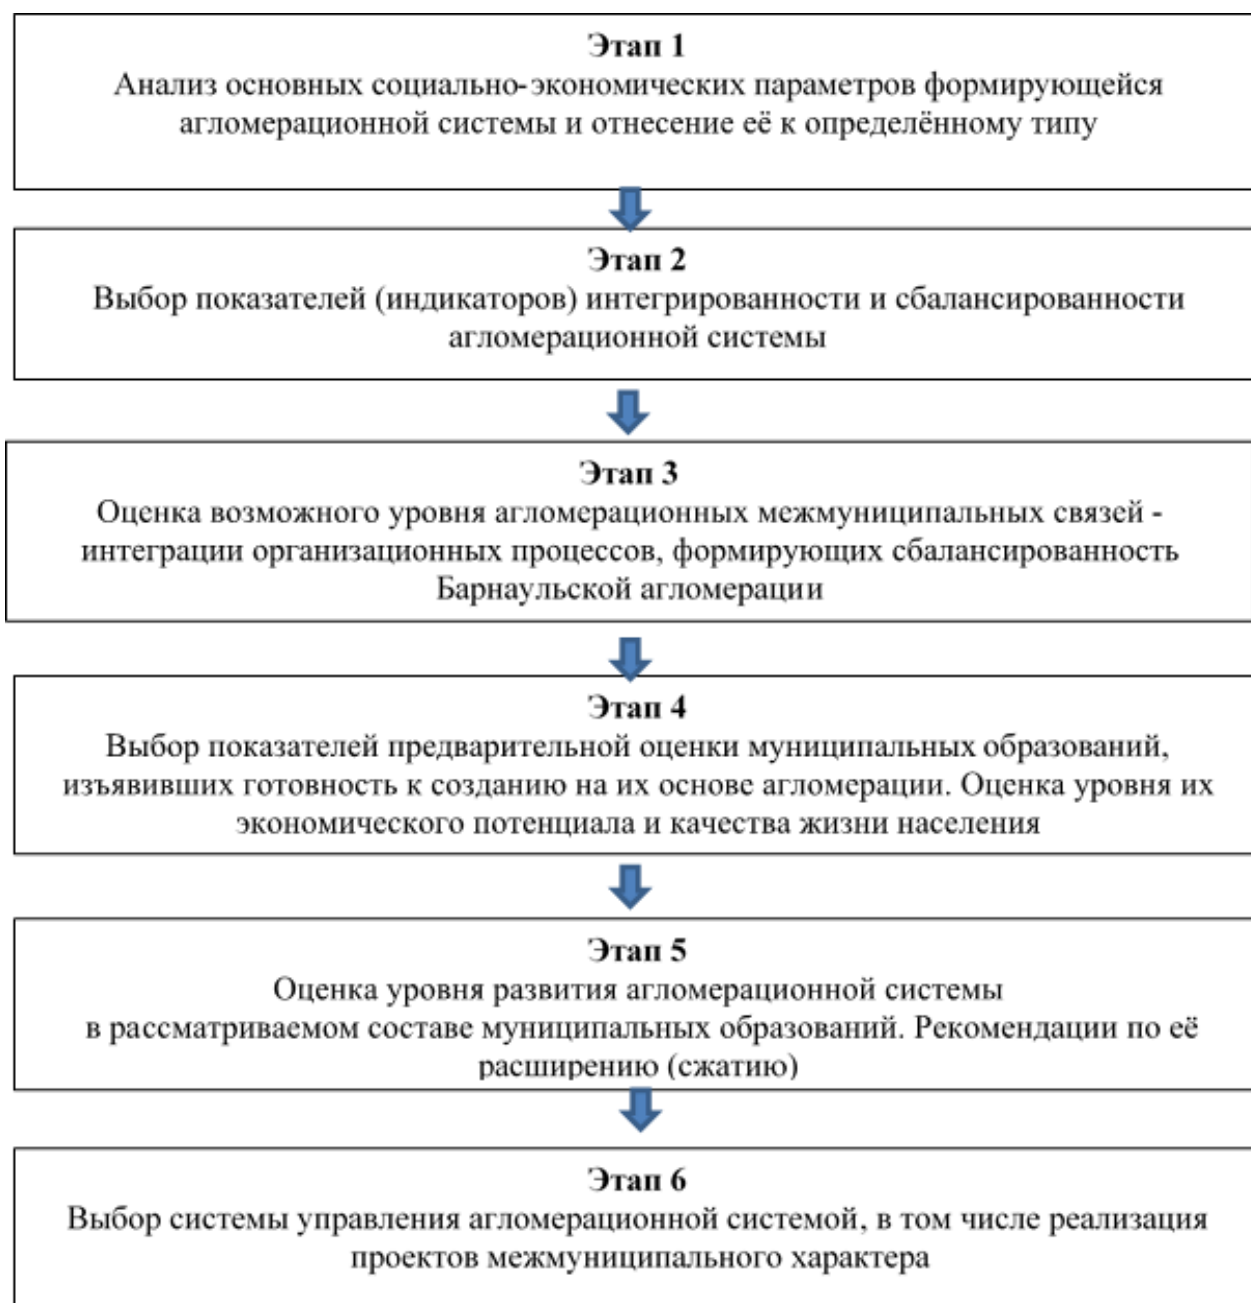 Этап 1
Анализ основных социально-экономических параметров формирующейся
агломерационной системы и отнесение её к определённому типу
Этап 2
Выбор показателей (индикаторов) интегрированности и сбалансированности
агломерационной системы
Этап 3
Оценка возможного уровня агломерационных межмуниципальных связей -
интеграции организационных процессов, формирующих сбалансированность
Барнаульской агломерации
Этап 4
Выбор показателей предварительной оценки муниципальных образований,
изъявивших готовность к созданию на их основе агломерации. Оценка уровня их
экономического потенциала и качества жизни населения
Этап 5
Оценка уровня развития агломерационной системы
в рассматриваемом составе муниципальных образований. Рекомендации по её
расширению (сжатию)
Этап 6
Выбор системы управления агломерационной системой, в том числе реализация
проектов межмуниципального характера